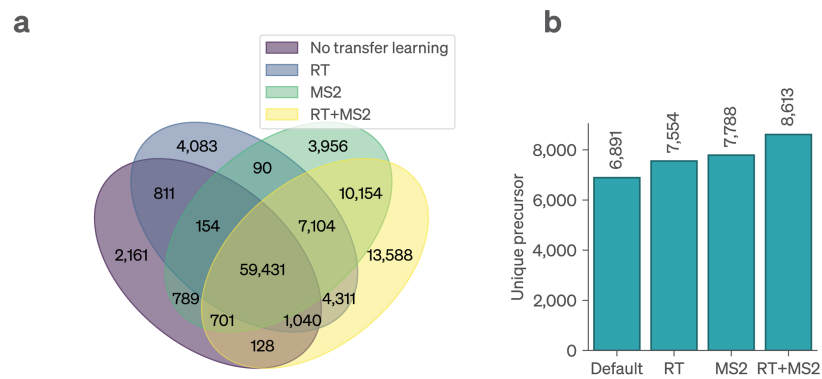 a
No transfer learning
RT
MS2
RT+MS2
4,083
3,956
90
811
10,154
154
7,104
2,161
59,431
13,588
789
4,311
701
1,040
128
b
Unique precursor
8,000
6,000
4,000
2,000
0
6,891
7,554
7,788
8,613
Default
RT
MS2
RT+MS2